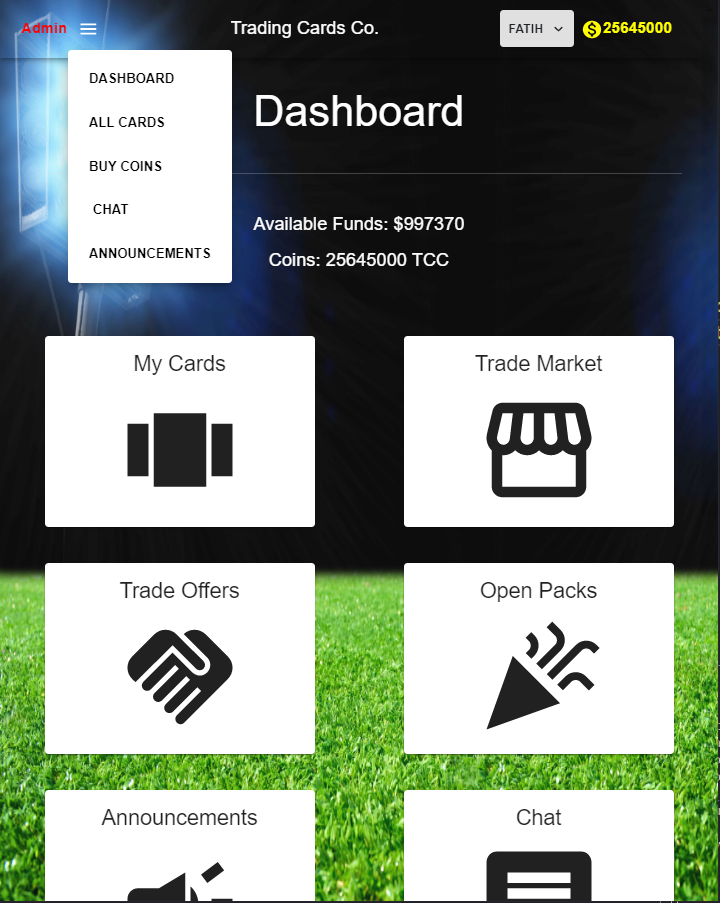 Admin
Trading Cards Co.
FATIH
$ 25645000
DASHBOARD
ALL CARDS
BUY COINS
CHAT
ANNOUNCEMENTS
Dashboard
Available Funds: $997370
Coins: 25645000 TCC
My Cards
Trade Market
Trade Offers
Open Packs
Announcements
Chat